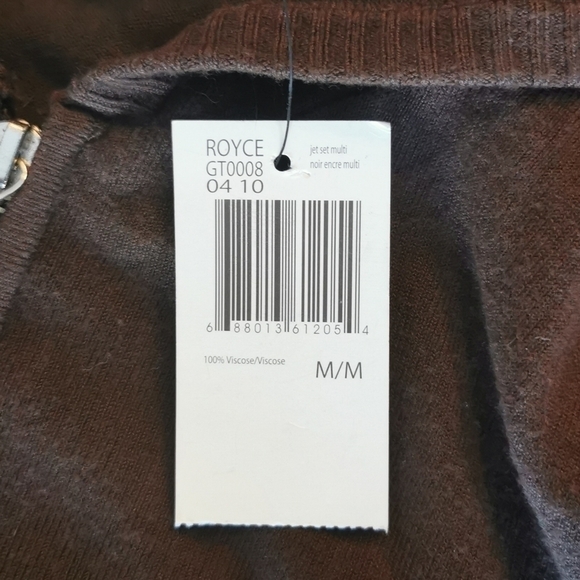 ROYCE
GT0008
04 10
jet set multi
noir encre multi
6 88013 61205 4
100% Viscose/Viscose
M/M